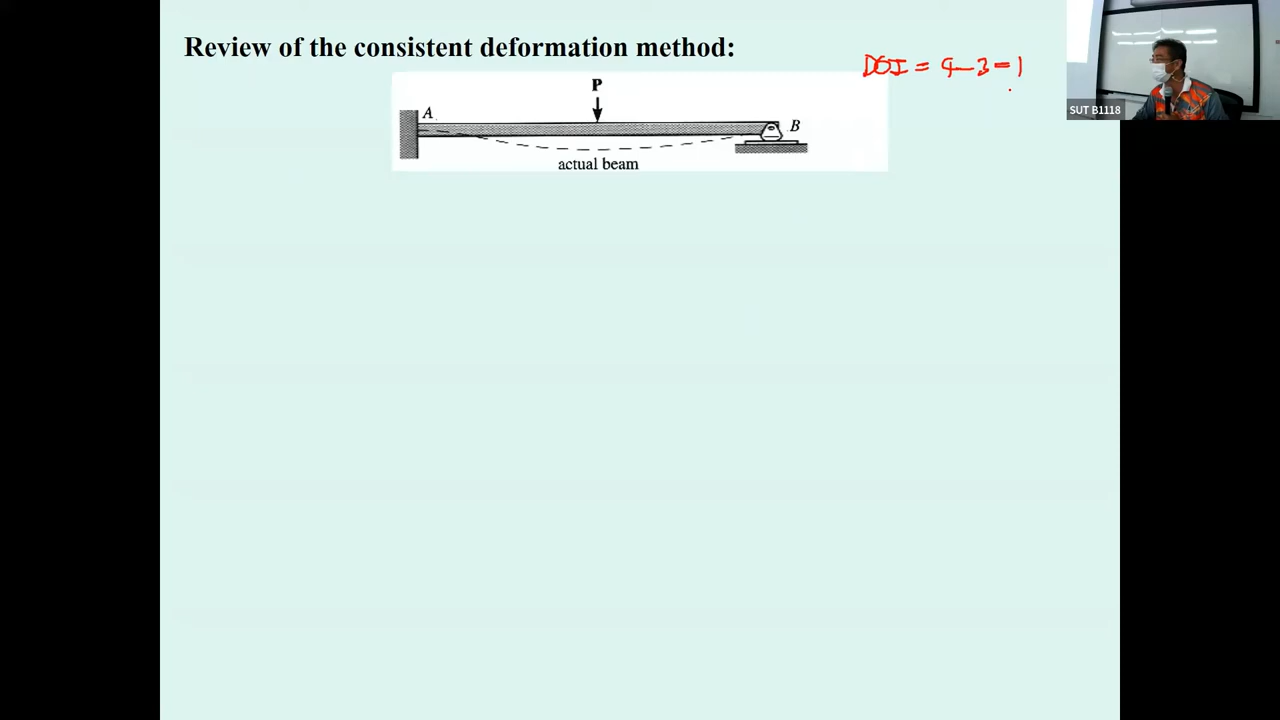 Review of the consistent deformation method:
DOI = 4-3=1
P
A
B
actual beam
SUT B1118